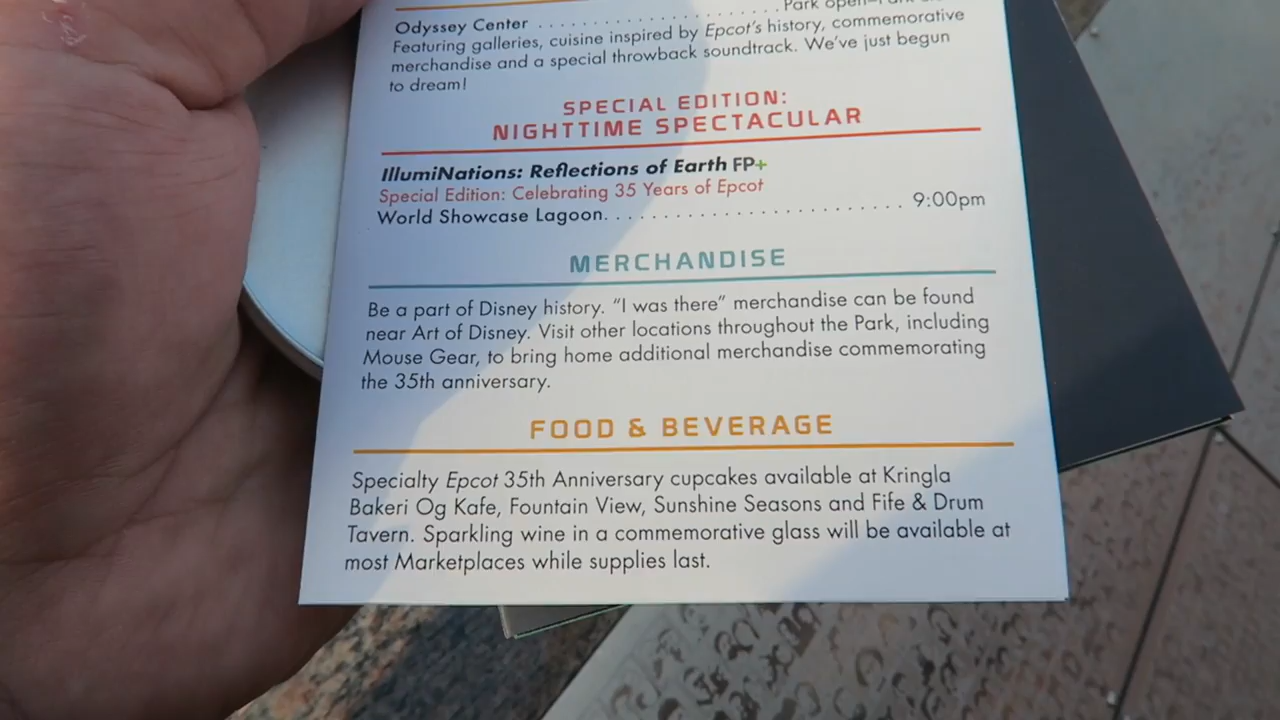 Odyssey Center . . . . . . . . . . . . . . . . . . . . . . . . Park open–Park
Featuring galleries, cuisine inspired by Epcot's history, commemorative
merchandise and a special throwback soundtrack. We've just begun
to dream!
SPECIAL EDITION:
NIGHTTIME SPECTACULAR
IllumiNations: Reflections of Earth FP+
Special Edition: Celebrating 35 Years of Epcot
World Showcase Lagoon. . . . . . . . . . . . . . . . . . . . . . . . . . 9:00pm
MERCHANDISE
Be a part of Disney history. "I was there" merchandise can be found
near Art of Disney. Visit other locations throughout the Park, including
Mouse Gear, to bring home additional merchandise commemorating
the 35th anniversary.
FOOD & BEVERAGE
Specialty Epcot 35th Anniversary cupcakes available at Kringla
Bakeri Og Kafe, Fountain View, Sunshine Seasons and Fife & Drum
Tavern. Sparkling wine in a commemorative glass will be available at
most Marketplaces while supplies last.